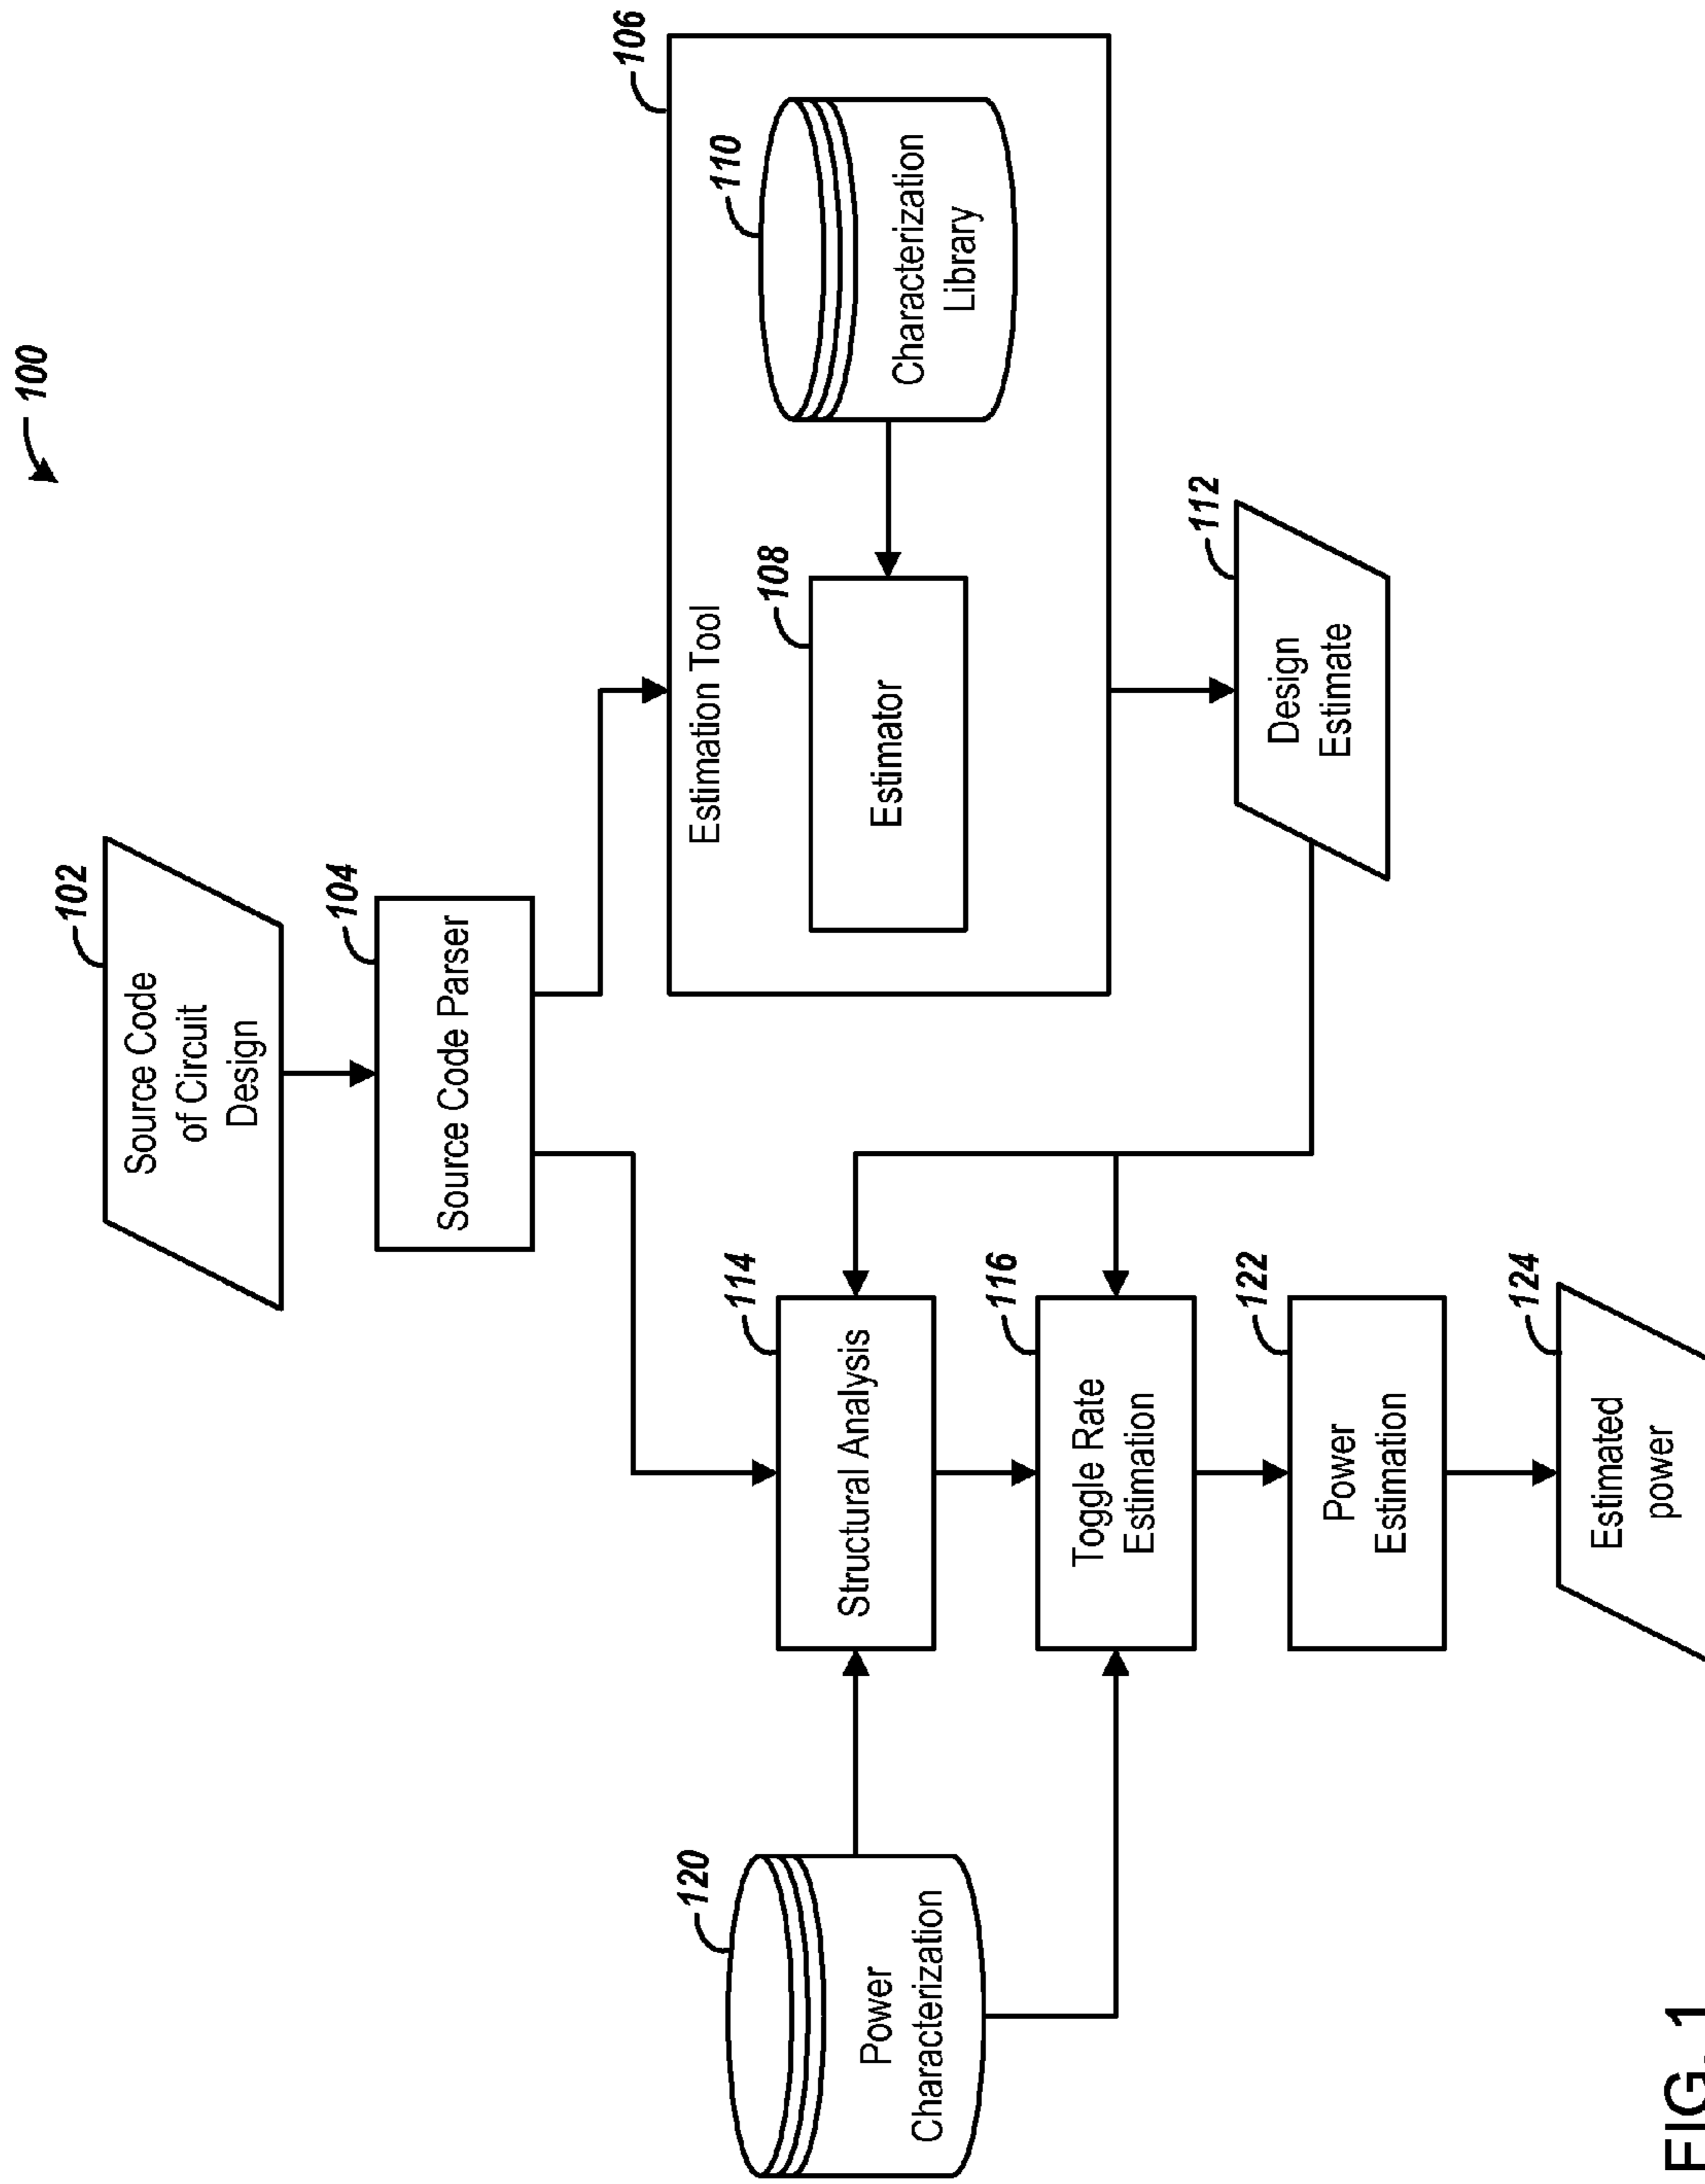 100
102
Source Code
of Circuit
Design
104
Source Code Parser
106
Estimation Tool
108
Estimator
110
Characterization
Library
112
Design
Estimate
114
Structural Analysis
116
Toggle Rate
Estimation
120
Power
Characterization
122
Power
Estimation
124
Estimated
power
FIG. 1